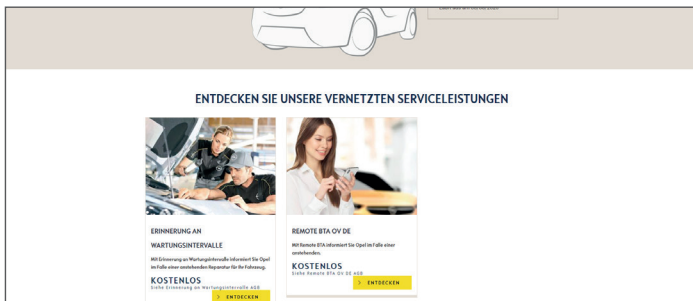 ENTDECKEN SIE UNSERE VERNETZTEN SERVICELEISTUNGEN
ERINNERUNG AN
WARTUNGSINTERVALLE
Mit Erinnerung an Wartungsintervalle informiert Sie Opel
im Falle einer anstehenden Reparatur für Ihr Fahrzeug.
KOSTENLOS
Siehe Erinnerung an Wartungsintervalle AGB
> ENTDECKEN
REMOTE BTA OV DE
Mit Remote BTA informiert Sie Opel im Falle einer
anstehenden.
KOSTENLOS
Siehe Remote BTA OV DE AGB
> ENTDECKEN